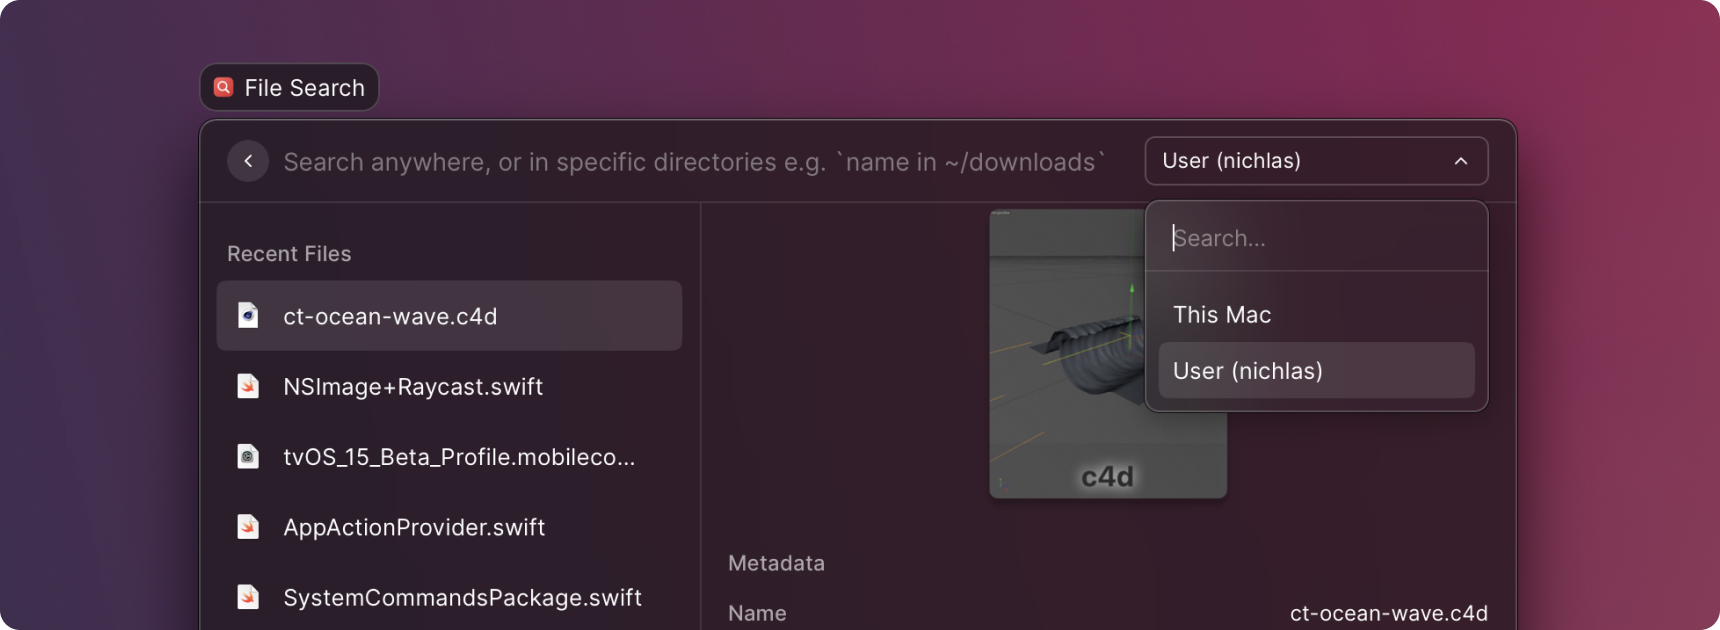 File Search
Search anywhere, or in specific directories e.g. `name in ~/downloads`
User (nichlas)
Search...
This Mac
User (nichlas)
Recent Files
ct-ocean-wave.c4d
NSImage+Raycast.swift
tvOS_15_Beta_Profile.mobileco...
AppActionProvider.swift
SystemCommandsPackage.swift
c4d
Metadata
Name ct-ocean-wave.c4d